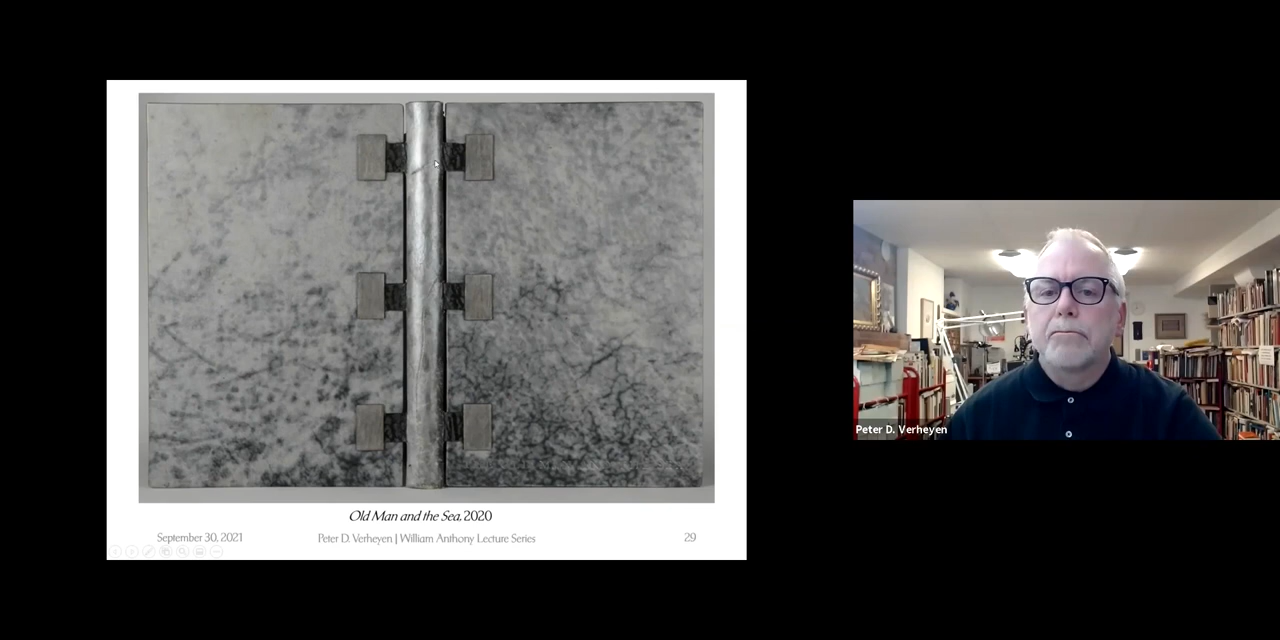 Old Man and the Sea. 2020
September 30, 2021
Peter D. Verheyen | William Anthony Lecture Series
29
Peter D. Verheyen